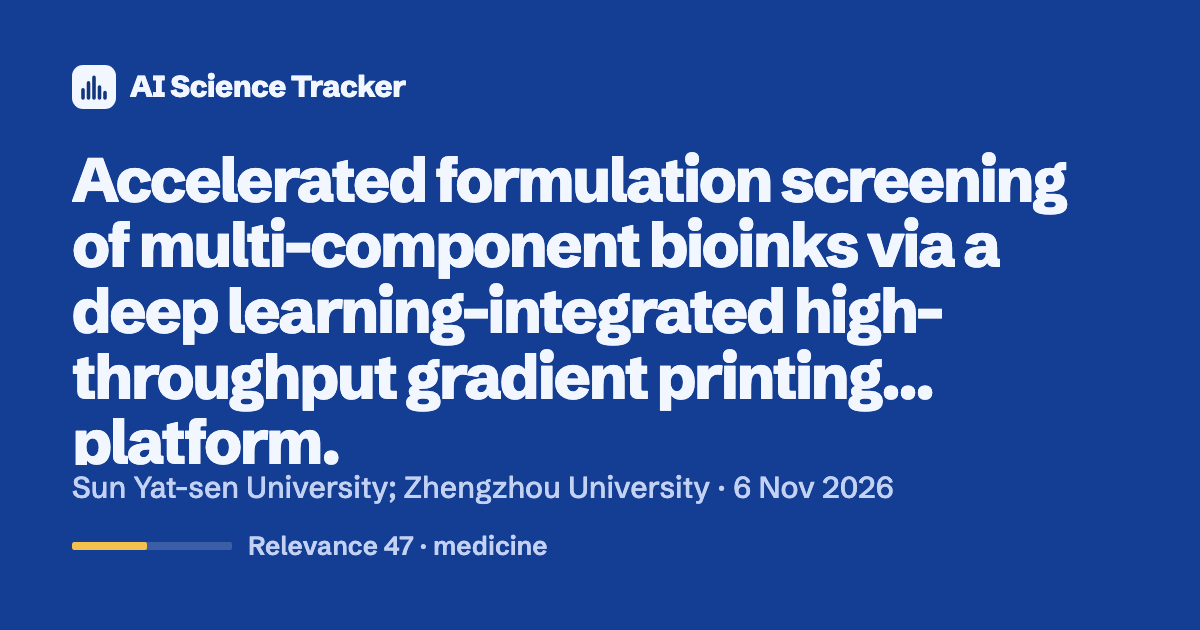 AI Science Tracker
Accelerated formulation screening
of multi-component bioinks via a
deep learning-integrated high-
throughput gradient printing...
platform.
Sun Yat-sen University; Zhengzhou University · 6 Nov 2026
Relevance 47 · medicine